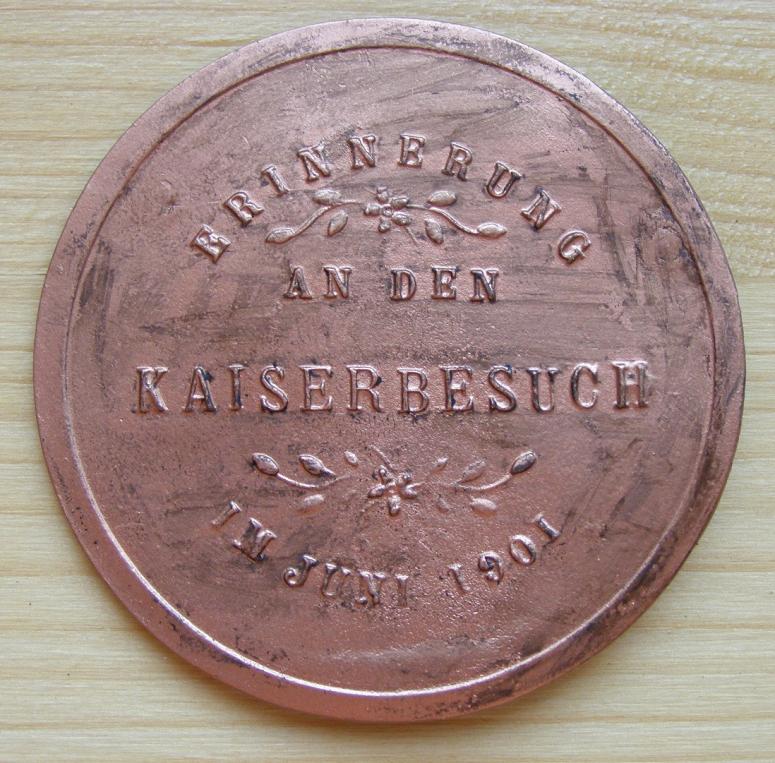 ERINNERUNG
AN DEN
KAISERBESUCH
IM JUNI 1901